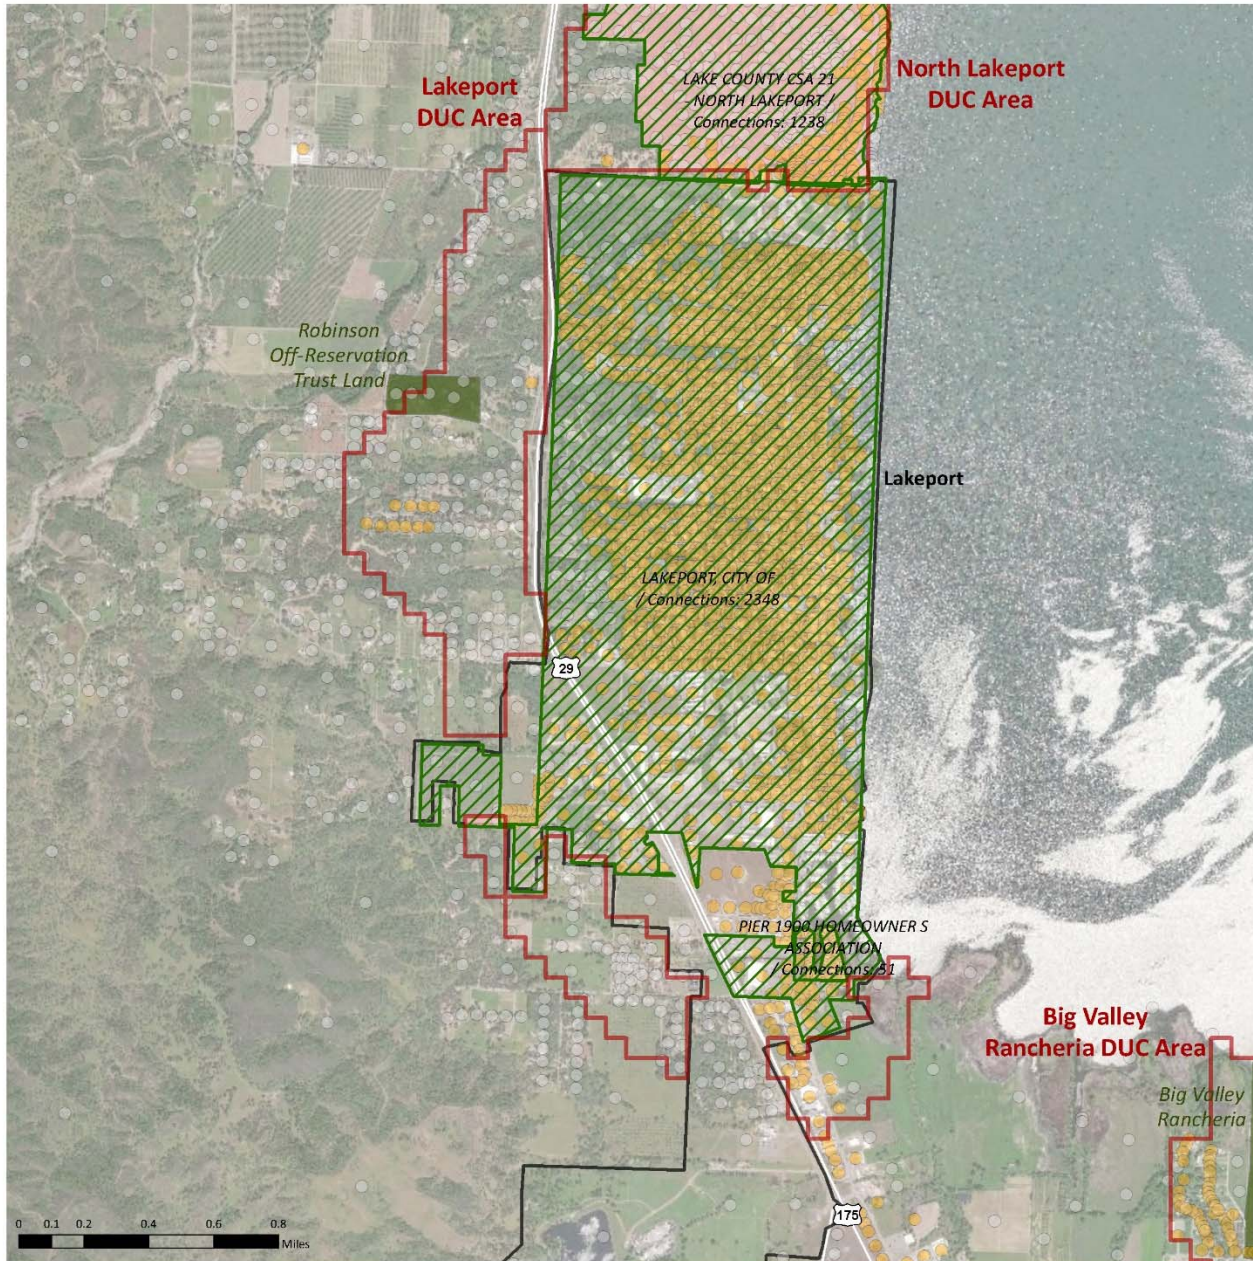 LAKE COUNTY CSA 21
- NORTH LAKEPORT /
Connections: 1238
North Lakeport
DUC Area
Lakeport
DUC Area
Robinson
Off-Reservation
Trust Land
Lakeport
LAKEPORT, CITY OF
/ Connections: 2348
29
PIER 1900 HOMEOWNER S
ASSOCIATION
/ Connections: 51
Big Valley
Rancheria DUC Area
Big Valley
Rancheria
175
0 0.1 0.2 0.4 0.6 0.8
Miles